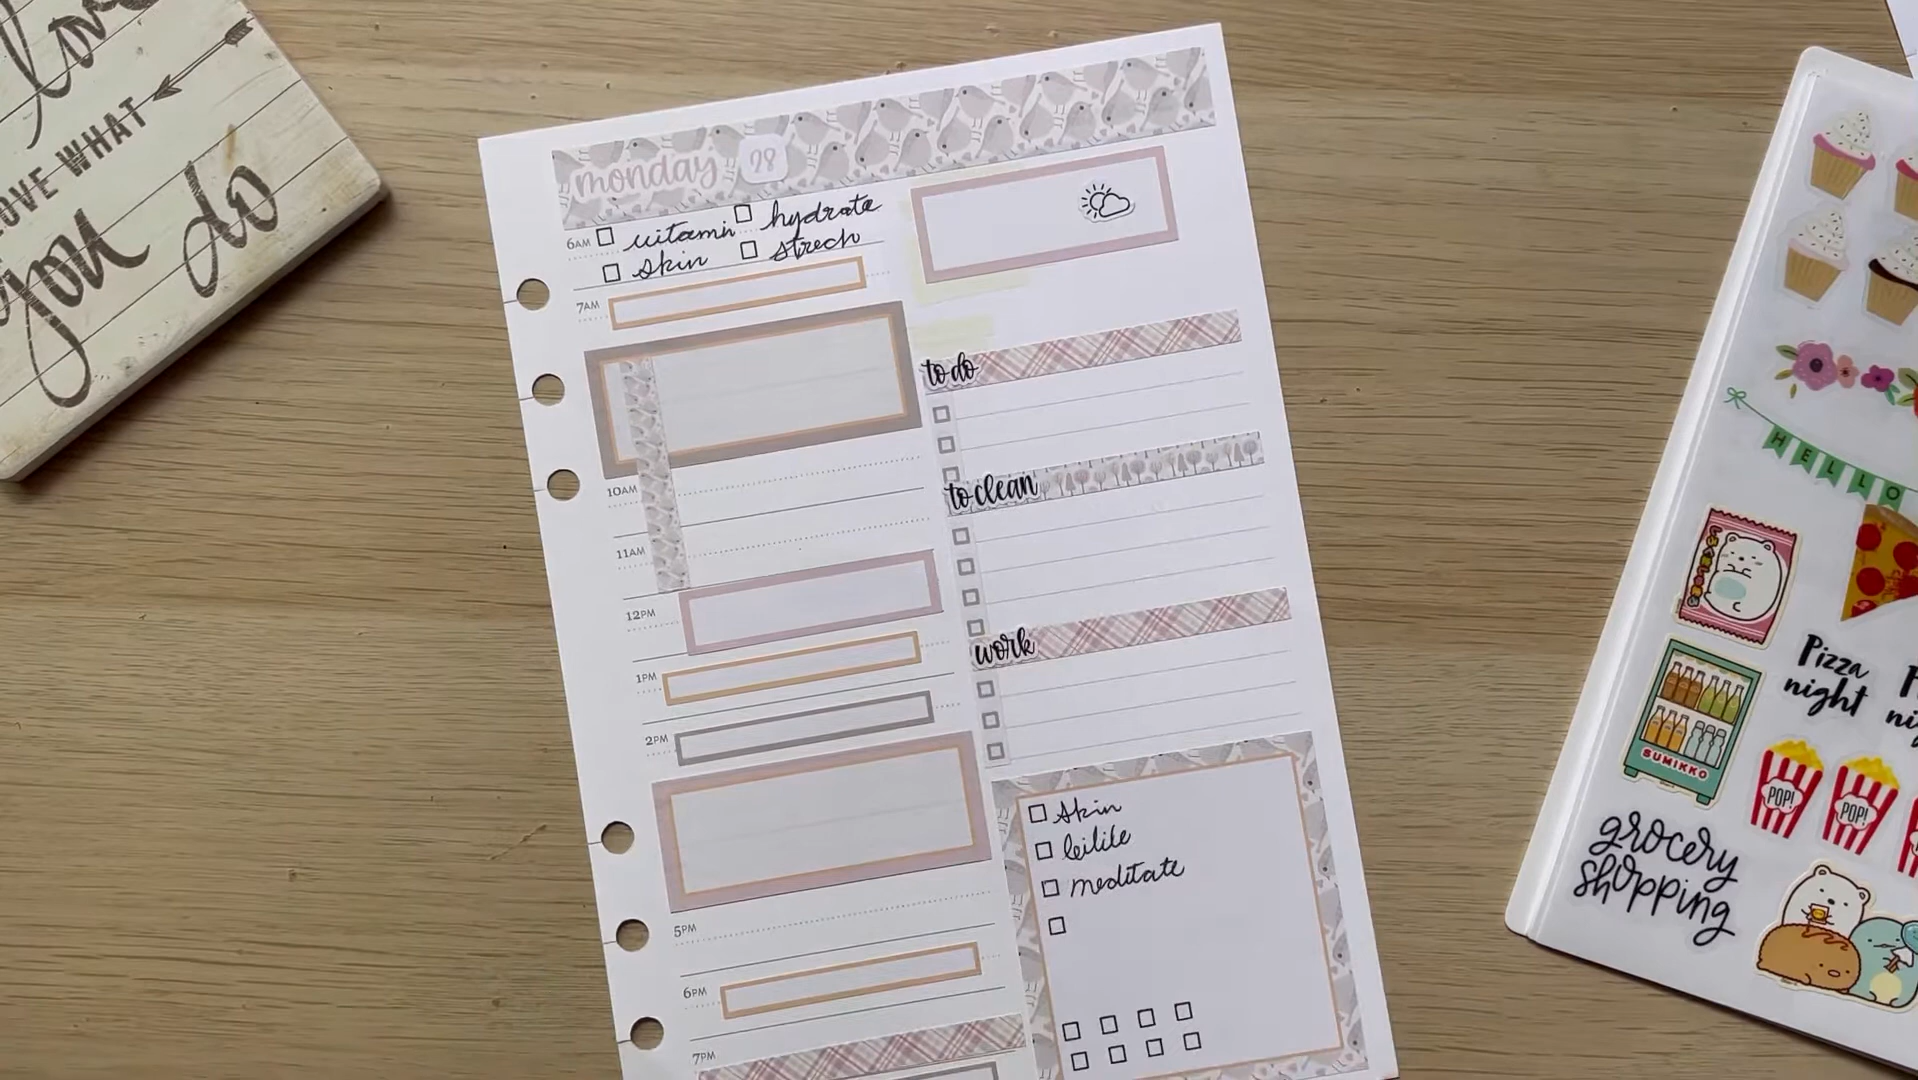 love
LOVE WHAT
you do
monday 28
6AM vitamin hydrate
skin strech
7AM
10AM
11AM
12PM
1PM
2PM
5PM
6PM
7PM
to do
to clean
work
skin
meditate
HELLO
Pizza
night
SUMIKKO
POP! POP!
grocery
shopping